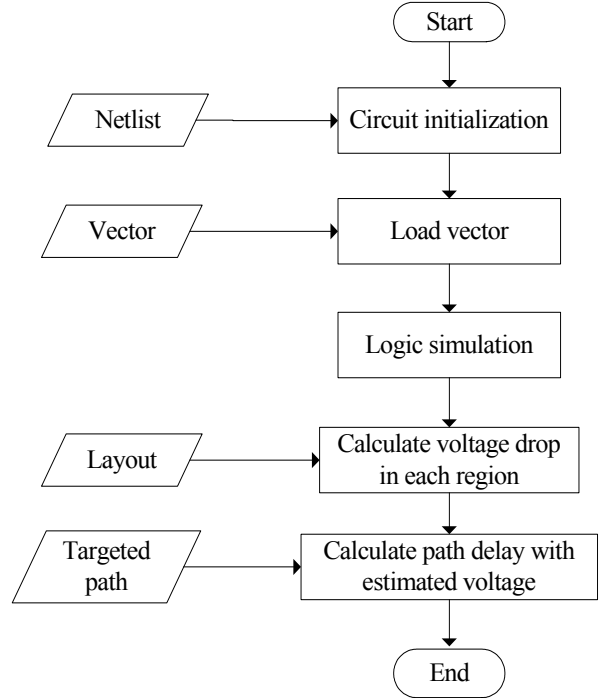 Start
Netlist
Circuit initialization
Vector
Load vector
Logic simulation
Layout
Calculate voltage drop
in each region
Targeted
path
Calculate path delay with
estimated voltage
End